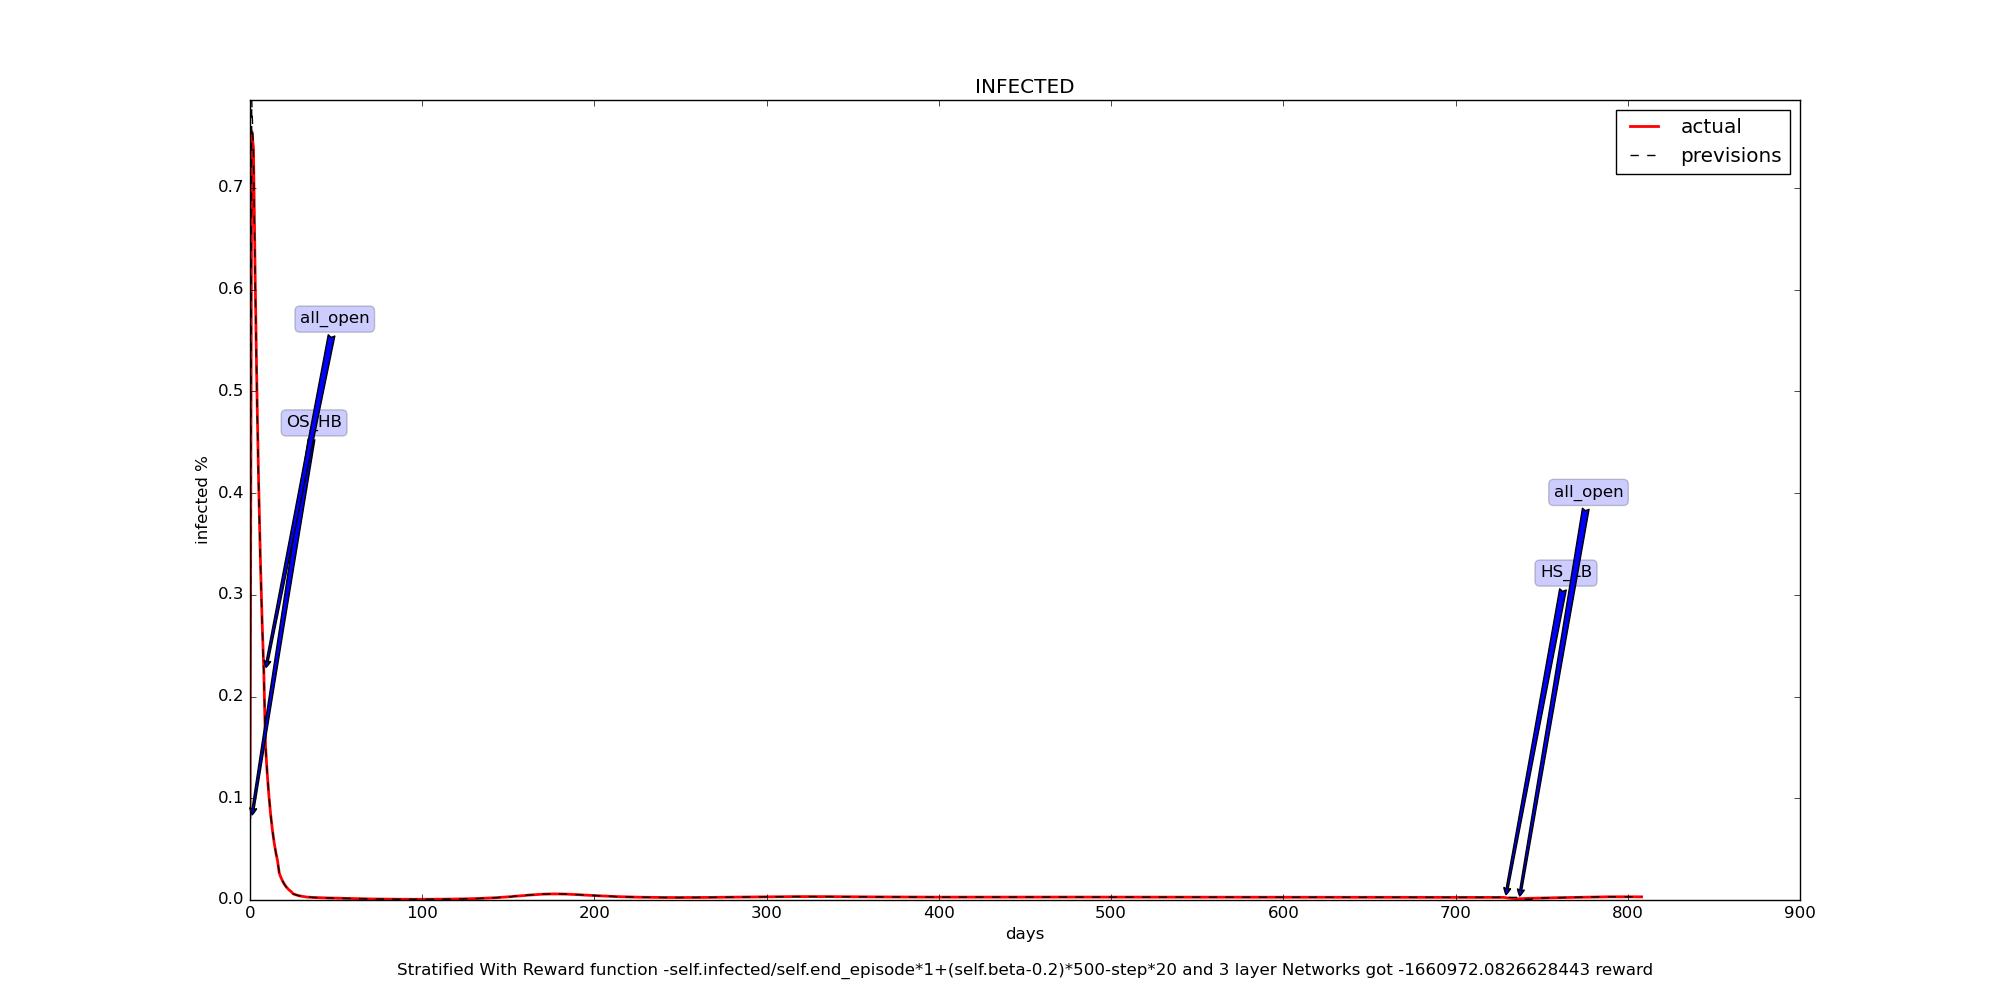 INFECTED
actual
previsions
all_open
OS_HB
all_open
infected %
0.7
0.6
0.5
0.4
0.3
0.2
0.1
0.0
0 100 200 300 400 500 600 700 800 900
days
Stratified With Reward function -self.infected/self.end_episode*1+(self.beta-0.2)*500-step*20 and 3 layer Networks got -1660972.0826628443 reward